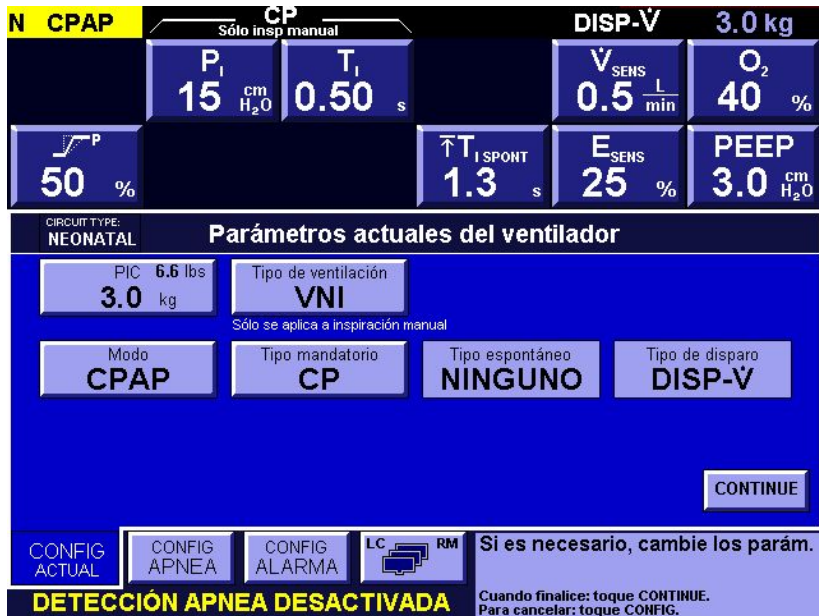 N CPAP
CP
Sólo insp manual
DISP-V̇
3.0 kg
PI
15 cm H2O
TI
0.50 s
V̇SENS
0.5 L/min
O2
40 %
P
50 %
TI SPONT
1.3 s
ESENS
25 %
PEEP
3.0 cm H2O
CIRCUIT TYPE:
NEONATAL
Parámetros actuales del ventilador
PIC 6.6 lbs
3.0 kg
Tipo de ventilación
VNI
Sólo se aplica a inspiración manual
Modo
CPAP
Tipo mandatorio
CP
Tipo espontáneo
NINGUNO
Tipo de disparo
DISP-V̇
CONTINUE
CONFIG
ACTUAL
CONFIG
APNEA
CONFIG
ALARMA
LC RM
Si es necesario, cambie los parám.
DETECCIÓN APNEA DESACTIVADA
Cuando finalice: toque CONTINUE.
Para cancelar: toque CONFIG.